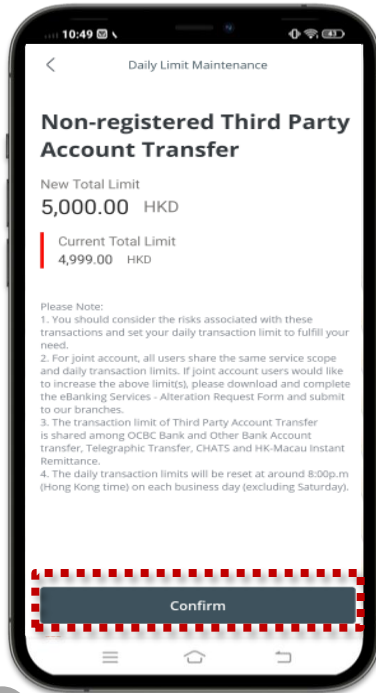 10:49
43
Daily Limit Maintenance
Non-registered Third Party
Account Transfer
New Total Limit
5,000.00 HKD
Current Total Limit
4,999.00 HKD
Please Note:
1. You should consider the risks associated with these
transactions and set your daily transaction limit to fulfill your
need.
2. For joint account, all users share the same service scope
and daily transaction limits. If joint account users would like
to increase the above limit(s), please download and complete
the eBanking Services - Alteration Request Form and submit
to our branches.
3. The transaction limit of Third Party Account Transfer
is shared among OCBC Bank and Other Bank Account
transfer, Telegraphic Transfer, CHATS and HK-Macau Instant
Remittance.
4. The daily transaction limits will be reset at around 8:00p.m
(Hong Kong time) on each business day (excluding Saturday).
Confirm